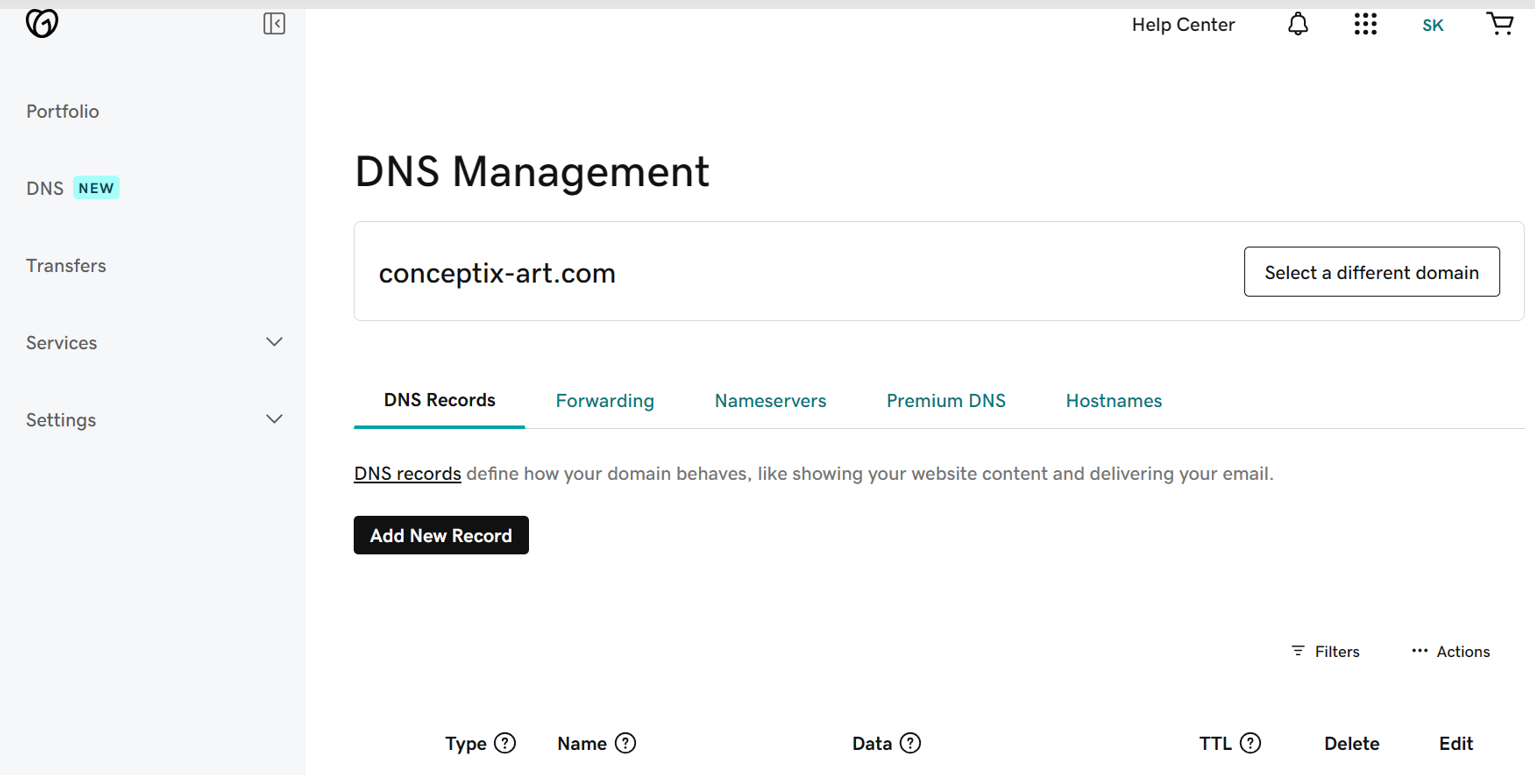 Help Center
SK
Portfolio
DNS NEW
Transfers
Services
Settings
DNS Management
conceptix-art.com
Select a different domain
DNS Records
Forwarding
Nameservers
Premium DNS
Hostnames
DNS records define how your domain behaves, like showing your website content and delivering your email.
Add New Record
Filters
Actions
Type ? Name ? Data ? TTL ? Delete Edit